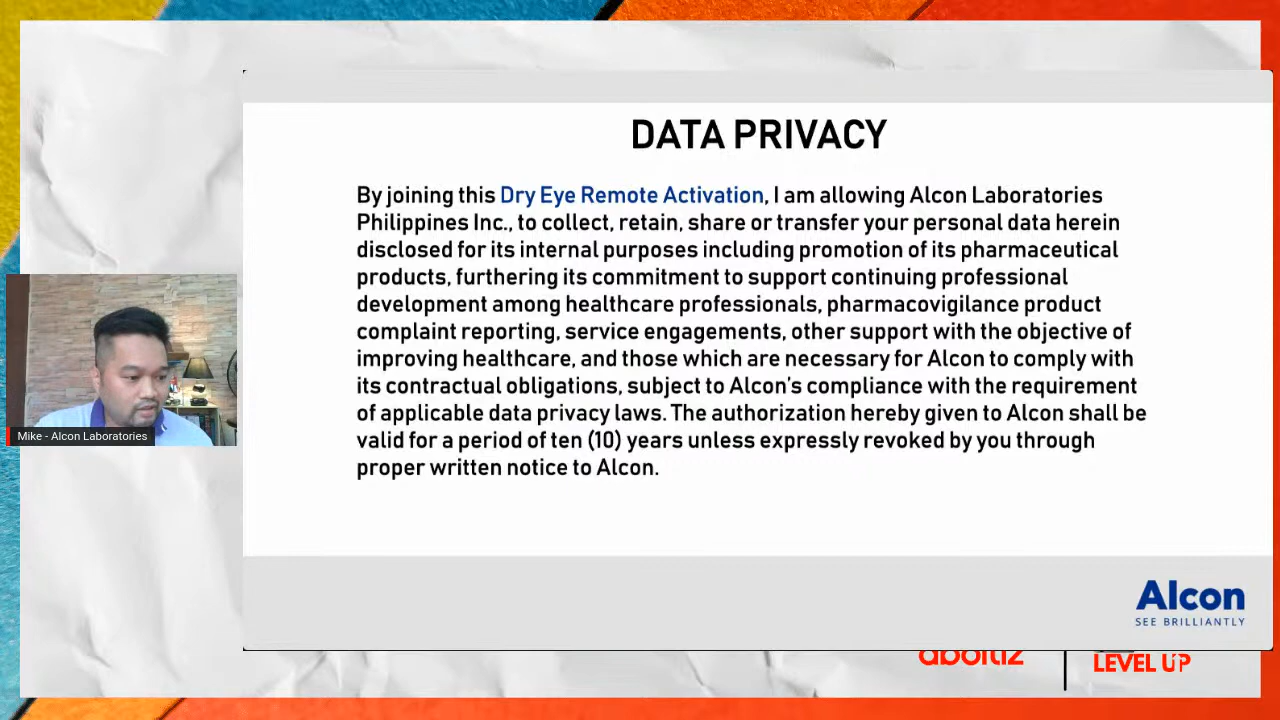 DATA PRIVACY
By joining this Dry Eye Remote Activation, I am allowing Alcon Laboratories
Philippines Inc., to collect, retain, share or transfer your personal data herein
disclosed for its internal purposes including promotion of its pharmaceutical
products, furthering its commitment to support continuing professional
development among healthcare professionals, pharmacovigilance product
complaint reporting, service engagements, other support with the objective of
improving healthcare, and those which are necessary for Alcon to comply with
its contractual obligations, subject to Alcon's compliance with the requirement
of applicable data privacy laws. The authorization hereby given to Alcon shall be
valid for a period of ten (10) years unless expressly revoked by you through
proper written notice to Alcon.
Mike - Alcon Laboratories
Alcon
SEE BRILLIANTLY
aboitiz
LEVEL UP